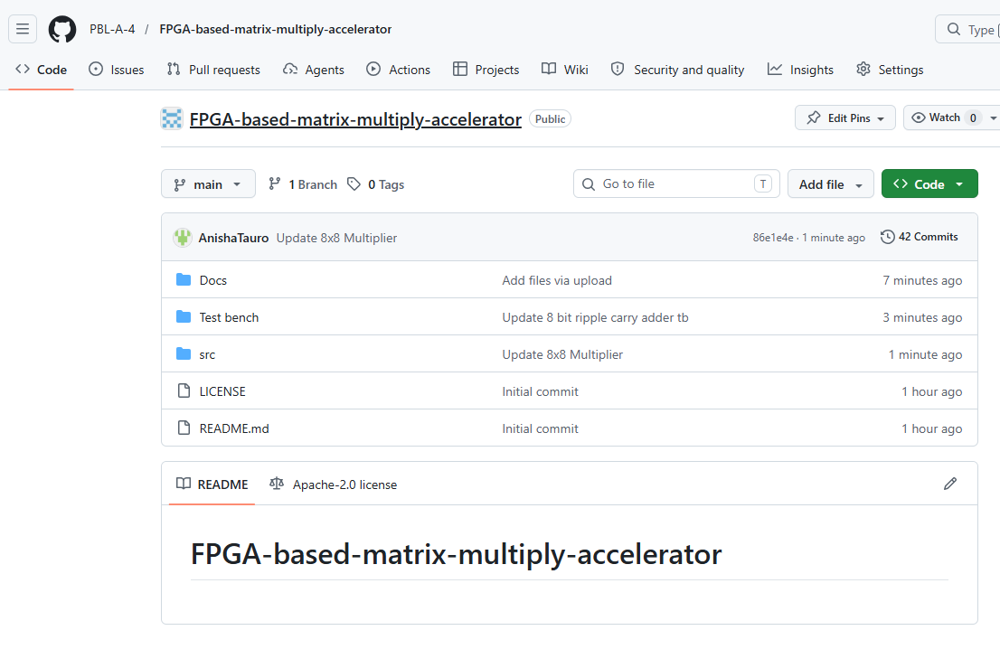 PBL-A-4 / FPGA-based-matrix-multiply-accelerator
Type
Code Issues Pull requests Agents Actions Projects Wiki Security and quality Insights Settings
FPGA-based-matrix-multiply-accelerator Public
Edit Pins Watch 0
main 1 Branch 0 Tags
Go to file T Add file Code
AnishaTauro Update 8x8 Multiplier 86e1e4e · 1 minute ago 42 Commits
Docs Add files via upload 7 minutes ago
Test bench Update 8 bit ripple carry adder tb 3 minutes ago
src Update 8x8 Multiplier 1 minute ago
LICENSE Initial commit 1 hour ago
README.md Initial commit 1 hour ago
README Apache-2.0 license
FPGA-based-matrix-multiply-accelerator